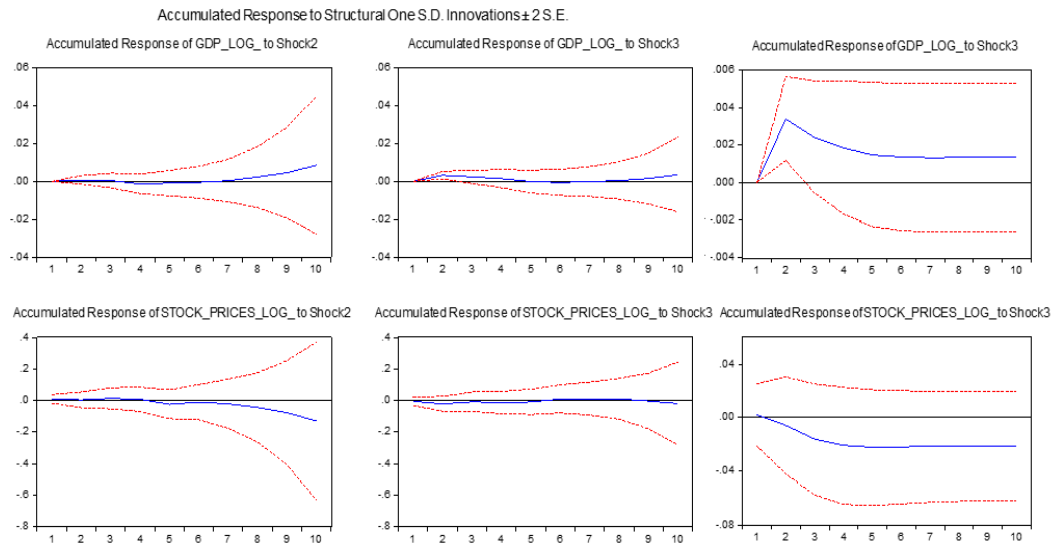 Accumulated Response to Structural One S.D. Innovations ± 2 S.E.
Accumulated Response of GDP_LOG_ to Shock2
.06
.04
.02
.00
-.02
-.04
1 2 3 4 5 6 7 8 9 10
Accumulated Response of GDP_LOG_ to Shock3
.06
.04
.02
.00
-.02
-.04
1 2 3 4 5 6 7 8 9 10
Accumulated Response of GDP_LOG_ to Shock3
.006
.004
.002
.000
-.002
-.004
1 2 3 4 5 6 7 8 9 10
Accumulated Response of STOCK_PRICES_LOG_ to Shock2
.4
.2
.0
-.2
-.4
-.6
-.8
1 2 3 4 5 6 7 8 9 10
Accumulated Response of STOCK_PRICES_LOG_ to Shock3
.4
.2
.0
-.2
-.4
-.6
-.8
1 2 3 4 5 6 7 8 9 10
Accumulated Response of STOCK_PRICES_LOG_ to Shock3
.04
.00
-.04
-.08
1 2 3 4 5 6 7 8 9 10